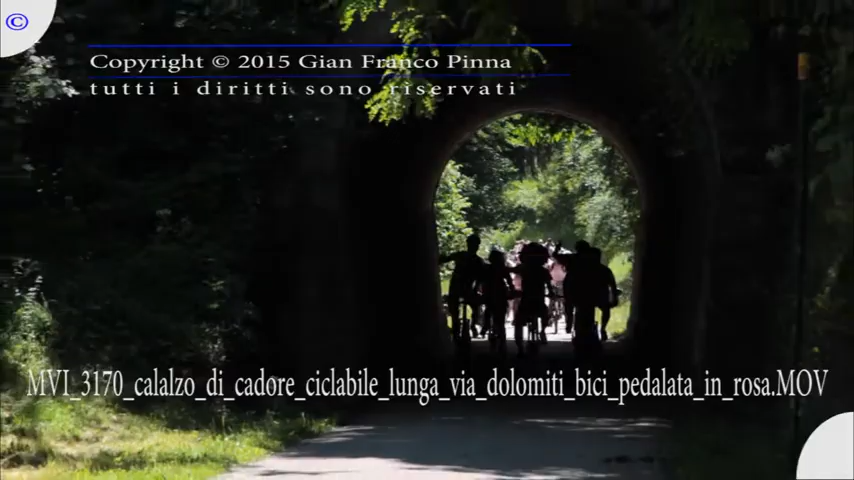 ©
Copyright © 2015 Gian Franco Pinna
tutti i diritti sono riservati
MVI_3170_calalzo_di_cadore_ciclabile_lunga_via_dolomiti_bici_pedalata_in_rosa.MOV